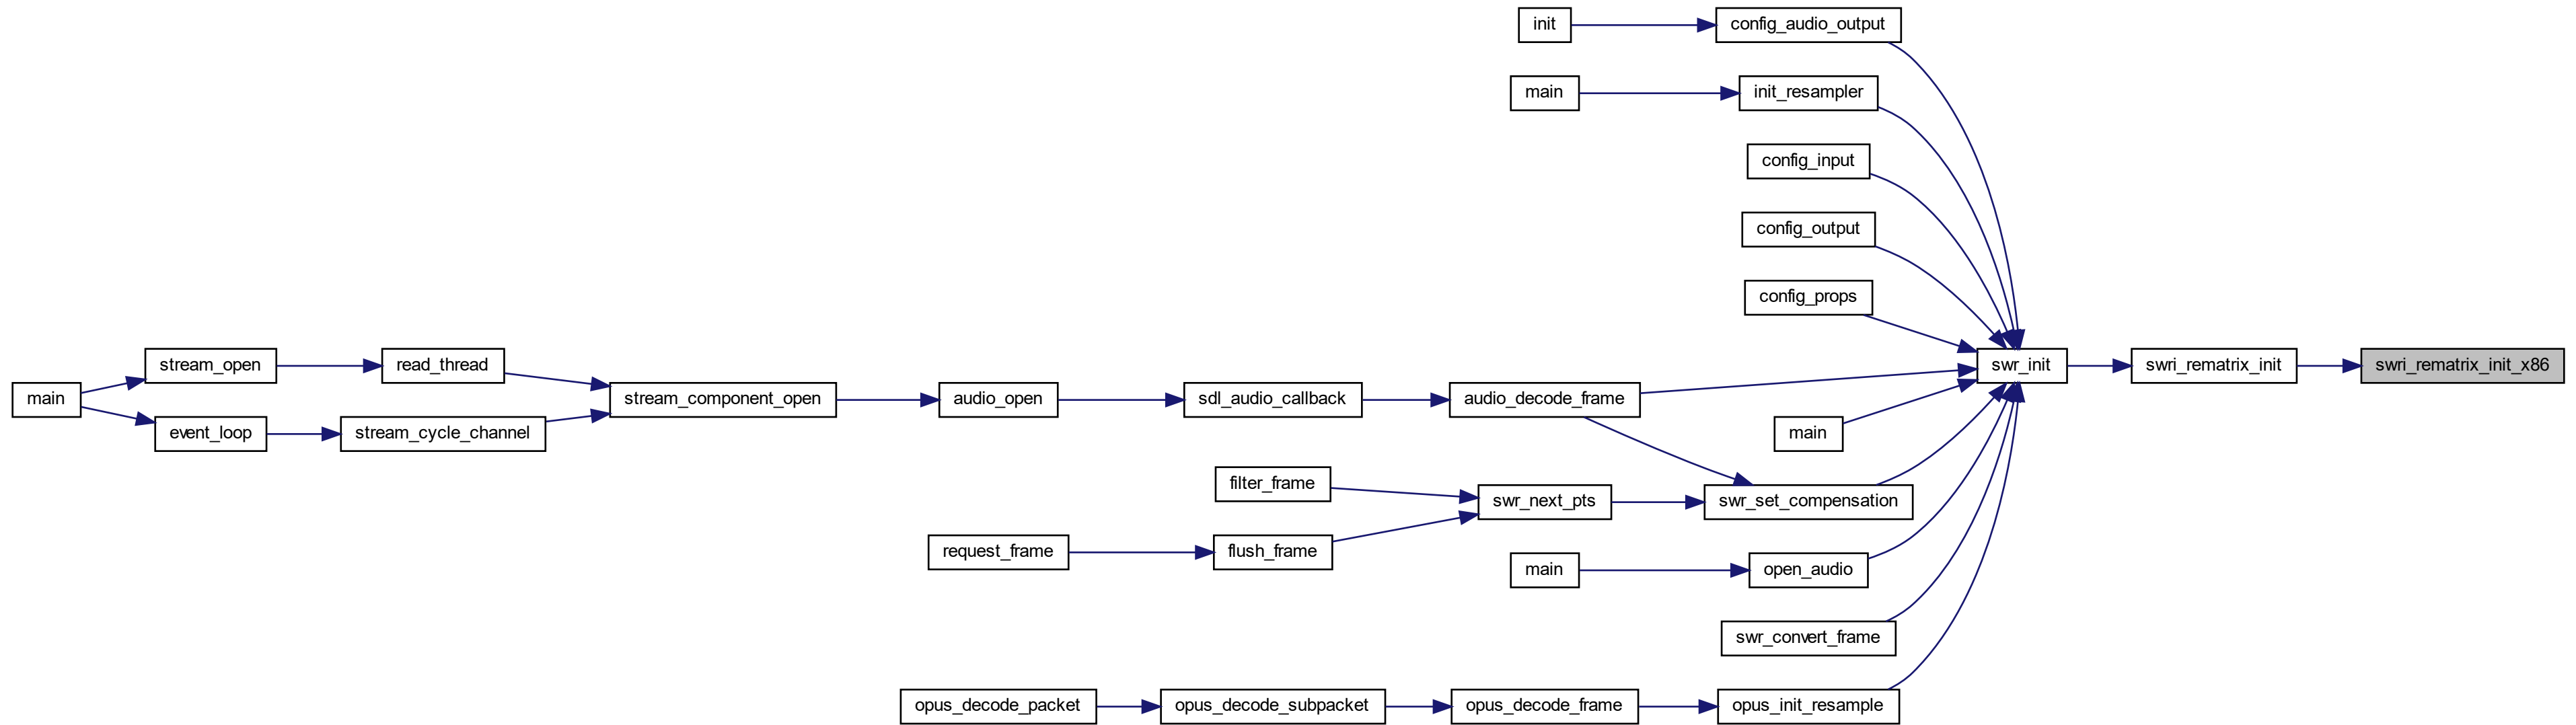 init
config_audio_output
main
init_resampler
config_input
config_output
config_props
main
stream_open
event_loop
read_thread
stream_cycle_channel
stream_component_open
audio_open
sdl_audio_callback
audio_decode_frame
main
swr_init
swri_rematrix_init
swri_rematrix_init_x86
filter_frame
request_frame
flush_frame
swr_next_pts
swr_set_compensation
main
open_audio
swr_convert_frame
opus_decode_packet
opus_decode_subpacket
opus_decode_frame
opus_init_resample